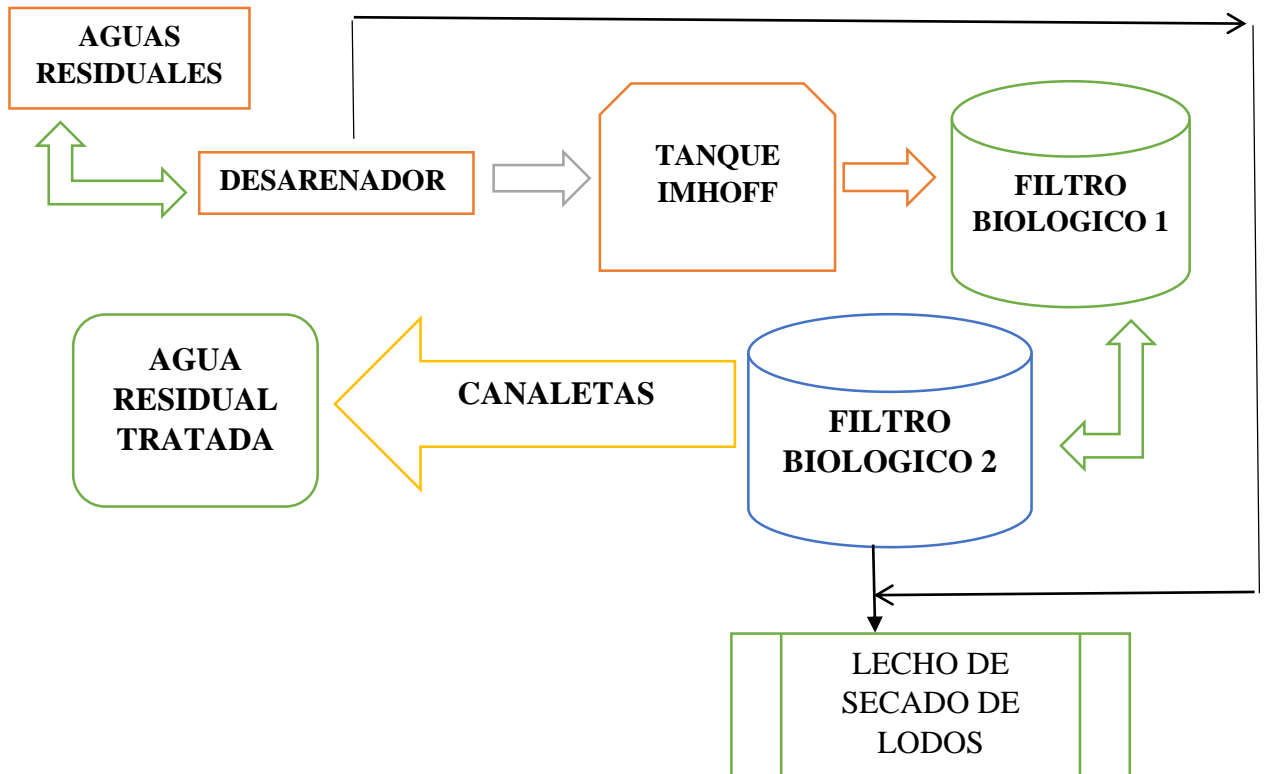 AGUAS
RESIDUALES
DESARENADOR
TANQUE
IMHOFF
FILTRO
BIOLOGICO 1
AGUA
RESIDUAL
TRATADA
CANALETAS
FILTRO
BIOLOGICO 2
LECHO DE
SECADO DE
LODOS